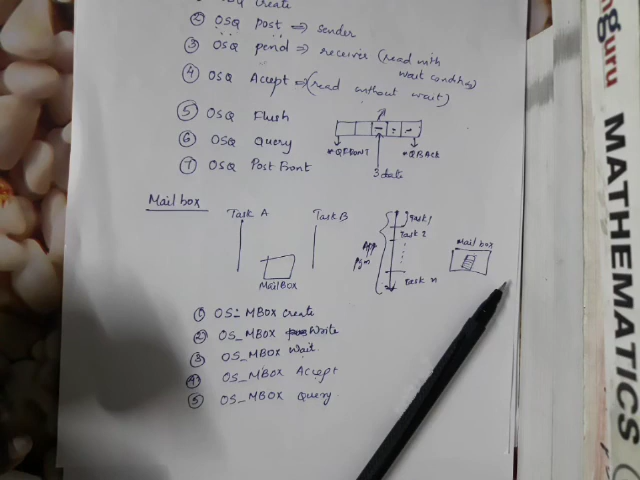 Create
② OSQ Post ⇒ sender
③ OSQ pend ⇒ receiver (read with
wait condition)
④ OSQ Accept ⇒ (read without wait)
⑤ OSQ Flush
⑥ OSQ Query
⑦ OSQ Post Front
*QFRONT
*QBACK
3 data
Mail box
Task A
Task B
MailBox
App
Pgm
Task 1
Task 2
Task n
Mail box
① OS_MBOX Create
② OS_MBOX Write
③ OS_MBOX Wait
④ OS_MBOX Accept
⑤ OS_MBOX Query
guru
MATHEMATICS